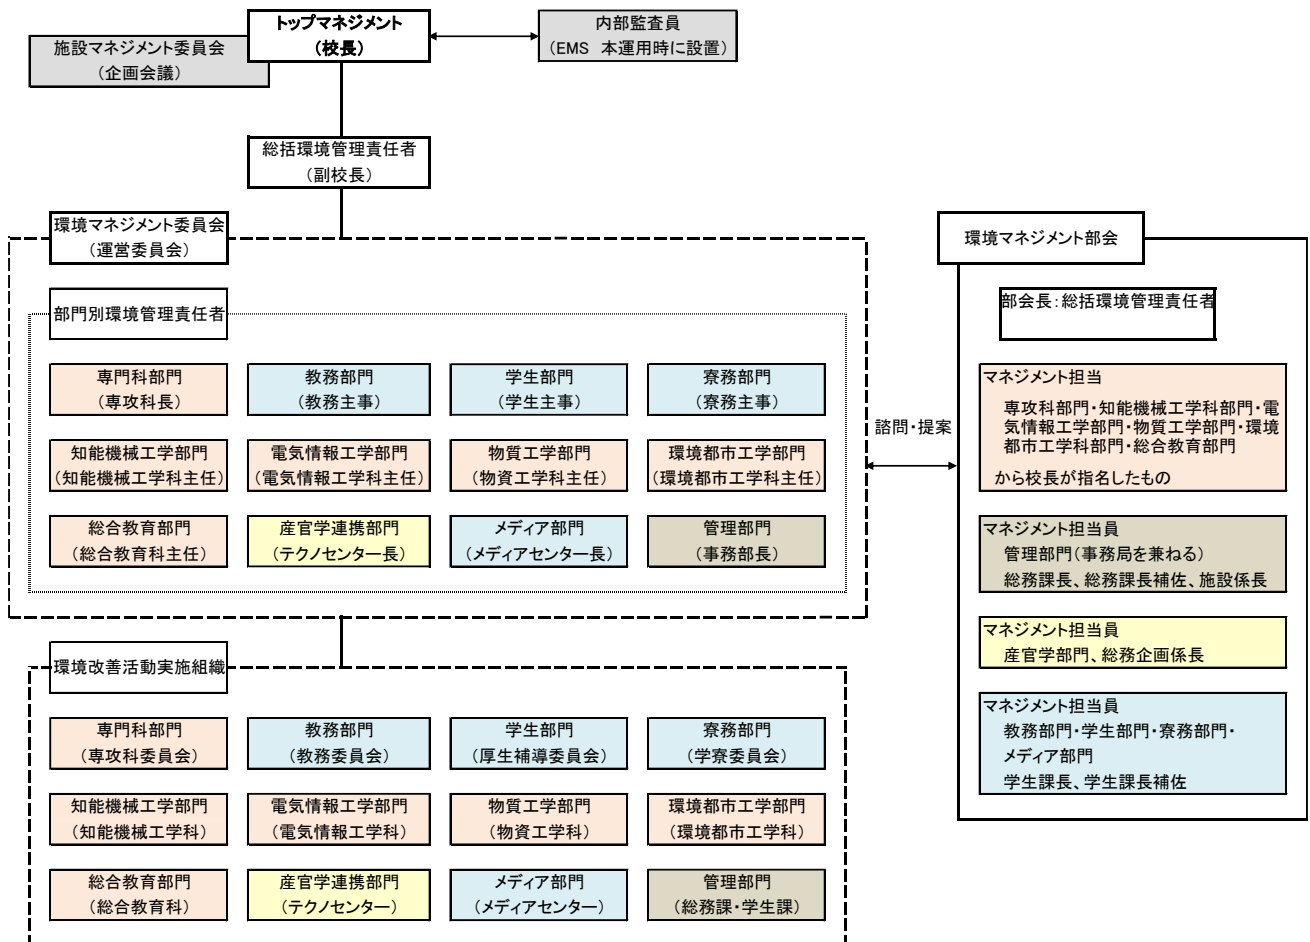 トップマネジメント
（校長）
内部監査員
（EMS 本運用時に設置）
施設マネジメント委員会
（企画会議）
総括環境管理責任者
（副校長）
環境マネジメント委員会
（運営委員会）
部門別環境管理責任者
専門科部門
（専攻科長）
教務部門
（教務主事）
学生部門
（学生主事）
寮務部門
（寮務主事）
知能機械工学部門
（知能機械工学科主任）
電気情報工学部門
（電気情報工学科主任）
物質工学部門
（物資工学科主任）
環境都市工学部門
（環境都市工学科主任）
総合教育部門
（総合教育科主任）
産官学連携部門
（テクノセンター長）
メディア部門
（メディアセンター長）
管理部門
（事務部長）
環境改善活動実施組織
専門科部門
（専攻科委員会）
教務部門
（教務委員会）
学生部門
（厚生補導委員会）
寮務部門
（学寮委員会）
知能機械工学部門
（知能機械工学科）
電気情報工学部門
（電気情報工学科）
物質工学部門
（物資工学科）
環境都市工学部門
（環境都市工学科）
総合教育部門
（総合教育科）
産官学連携部門
（テクノセンター）
メディア部門
（メディアセンター）
管理部門
（総務課・学生課）
諮問・提案
環境マネジメント部会
部会長：総括環境管理責任者
マネジメント担当
専攻科部門・知能機械工学科部門・電
気情報工学部門・物質工学部門・環境
都市工学科部門・総合教育部門
から校長が指名したもの
マネジメント担当員
管理部門（事務局を兼ねる）
総務課長、総務課長補佐、施設係長
マネジメント担当員
産官学部門、総務企画係長
マネジメント担当員
教務部門・学生部門・寮務部門・
メディア部門
学生課長、学生課長補佐